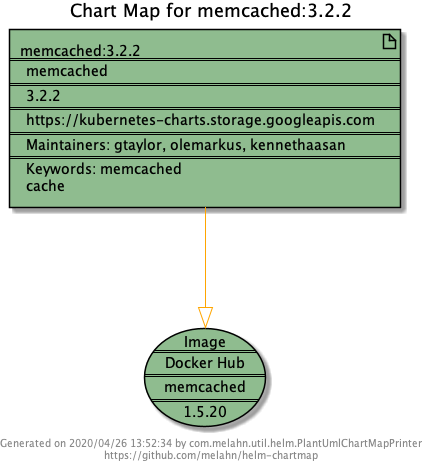 Chart Map for memcached:3.2.2
memcached:3.2.2
memcached
3.2.2
https://kubernetes-charts.storage.googleapis.com
Maintainers: gtaylor, olemarkus, kennethaasan
Keywords: memcached
cache
Image
Docker Hub
memcached
1.5.20
Generated on 2020/04/26 13:52:34 by com.melahn.util.helm.PlantUmlChartMapPrinter
https://github.com/melahn/helm-chartmap